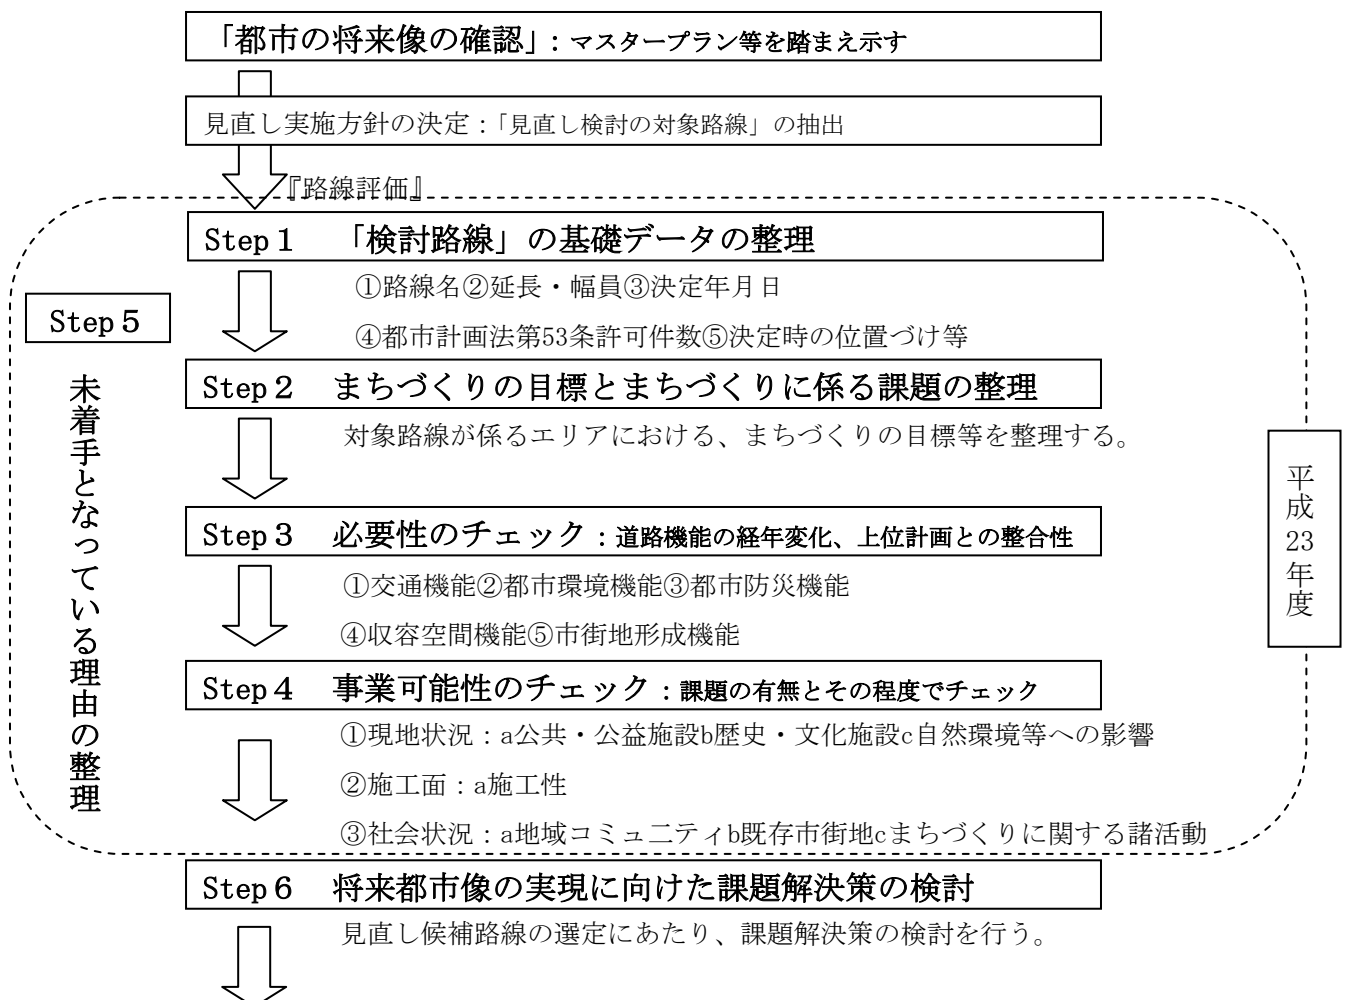 「都市の将来像の確認」：マスタープラン等を踏まえ示す
見直し実施方針の決定：「見直し検討の対象路線」の抽出
『路線評価』
Step１　「検討路線」の基礎データの整理
①路線名②延長・幅員③決定年月日
④都市計画法第53条許可件数⑤決定時の位置づけ等
Step５
未着手となっている理由の整理
Step２　まちづくりの目標とまちづくりに係る課題の整理
対象路線が係るエリアにおける、まちづくりの目標等を整理する。
平成23年度
Step３　必要性のチェック：道路機能の経年変化、上位計画との整合性
①交通機能②都市環境機能③都市防災機能
④収容空間機能⑤市街地形成機能
Step４　事業可能性のチェック：課題の有無とその程度でチェック
①現地状況：a公共・公益施設b歴史・文化施設c自然環境等への影響
②施工面：a施工性
③社会状況：a地域コミュニティb既存市街地cまちづくりに関する諸活動
Step６　将来都市像の実現に向けた課題解決策の検討
見直し候補路線の選定にあたり、課題解決策の検討を行う。